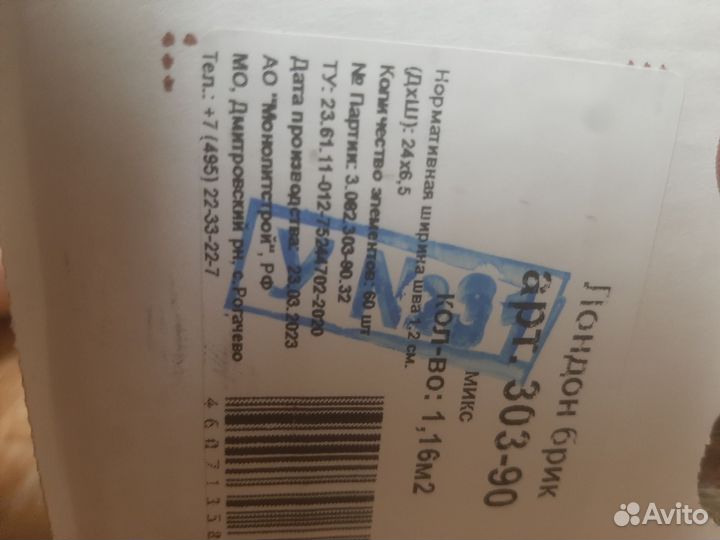 Лондон брик
арт. 303-90
микс
кол-во: 1,16м2
Нормативная ширина шва 1,2 см.
(ДхШ): 24х6,5
Количество элементов: 60 шт
№ Партии: 3.082.303-90.32
ТУ: 23.61.11-012-75244702-2020
Дата производства: 23.03.2023
АО "Монолитстрой", РФ
МО, Дмитровский рн, с.Рогачево
Тел.: +7 (495) 22-33-22-7
46071358
Avito